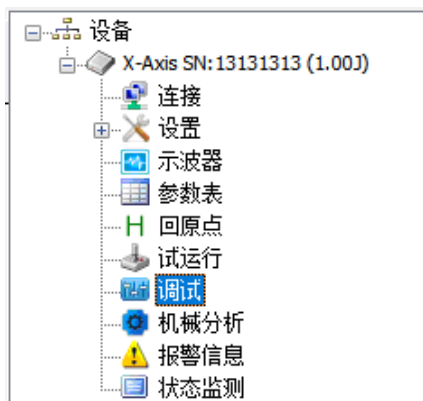 设备
X-Axis SN:13131313 (1.00J)
连接
设置
示波器
参数表
回原点
试运行
调试
机械分析
报警信息
状态监测